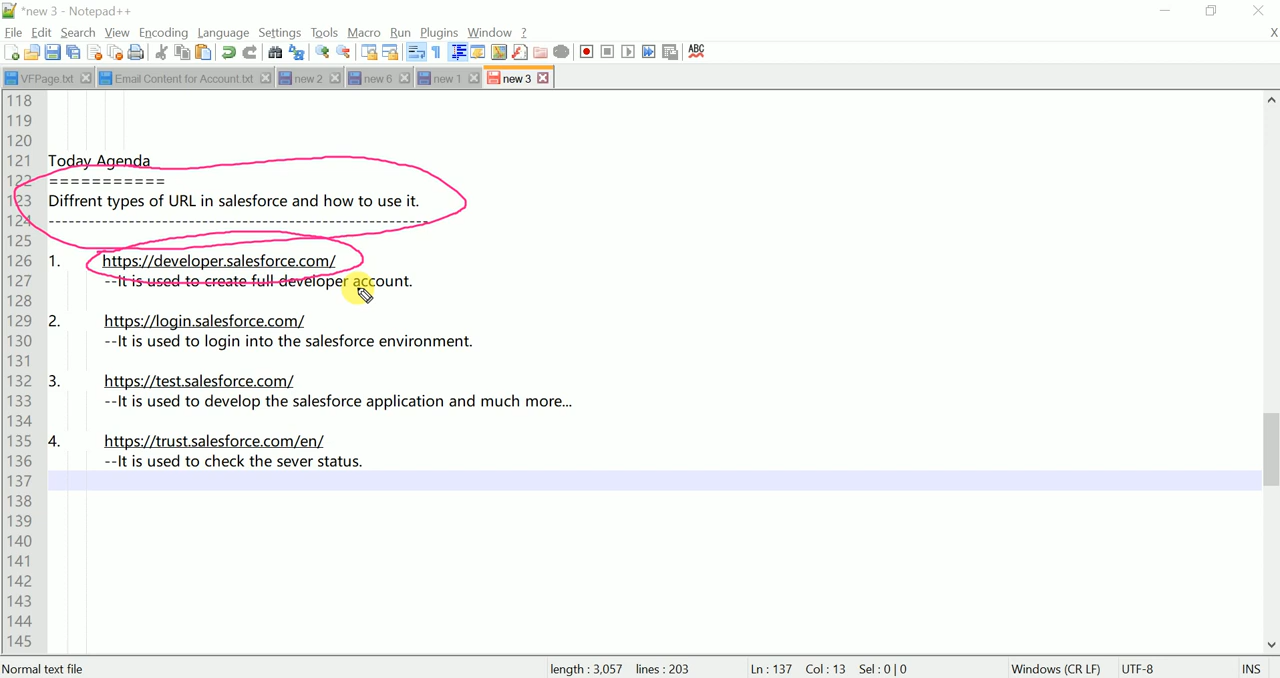 *new 3 - Notepad++
File Edit Search View Encoding Language Settings Tools Macro Run Plugins Window ? X
ABC
VFPage.txt Email Content for Account.txt new 2 new 6 new 1 new 3
118
119
120
121 Today Agenda
122 ===========
123 Diffrent types of URL in salesforce and how to use it.
124 ---------------------------------------------------------
125
126 1. https://developer.salesforce.com/
127 --It is used to create full developer account.
128
129 2. https://login.salesforce.com/
130 --It is used to login into the salesforce environment.
131
132 3. https://test.salesforce.com/
133 --It is used to develop the salesforce application and much more...
134
135 4. https://trust.salesforce.com/en/
136 --It is used to check the sever status.
137
138
139
140
141
142
143
144
145
Normal text file length : 3,057 lines : 203 Ln : 137 Col : 13 Sel : 0 | 0 Windows (CR LF) UTF-8 INS